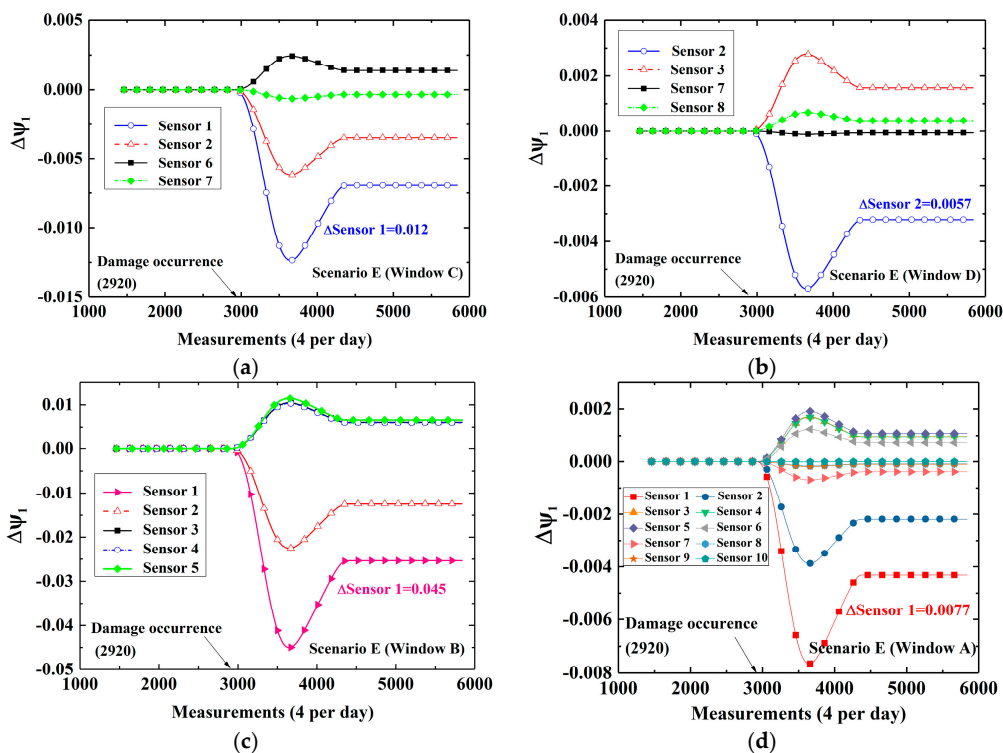 0.005
0.000
-0.005
-0.010
-0.015
Δψ1
Sensor 1
Sensor 2
Sensor 6
Sensor 7
ΔSensor 1=0.012
Damage occurrence
(2920)
Scenario E (Window C)
1000 2000 3000 4000 5000 6000
Measurements (4 per day)
(a)
0.004
0.002
0.000
-0.002
-0.004
-0.006
Δψ1
Sensor 2
Sensor 3
Sensor 7
Sensor 8
ΔSensor 2=0.0057
Damage occurrence
(2920)
Scenario E (Window D)
1000 2000 3000 4000 5000 6000
Measurements (4 per day)
(b)
0.01
0.00
-0.01
-0.02
-0.03
-0.04
-0.05
Δψ1
Sensor 1
Sensor 2
Sensor 3
Sensor 4
Sensor 5
ΔSensor 1=0.045
Damage occurrence
(2920)
Scenario E (Window B)
1000 2000 3000 4000 5000 6000
Measurements (4 per day)
(c)
0.002
0.000
-0.002
-0.004
-0.006
-0.008
Δψ1
Sensor 1 Sensor 2
Sensor 3 Sensor 4
Sensor 5 Sensor 6
Sensor 7 Sensor 8
Sensor 9 Sensor 10
ΔSensor 1=0.0077
Damage occurrence
(2920)
Scenario E (Window A)
1000 2000 3000 4000 5000 6000
Measurements (4 per day)
(d)